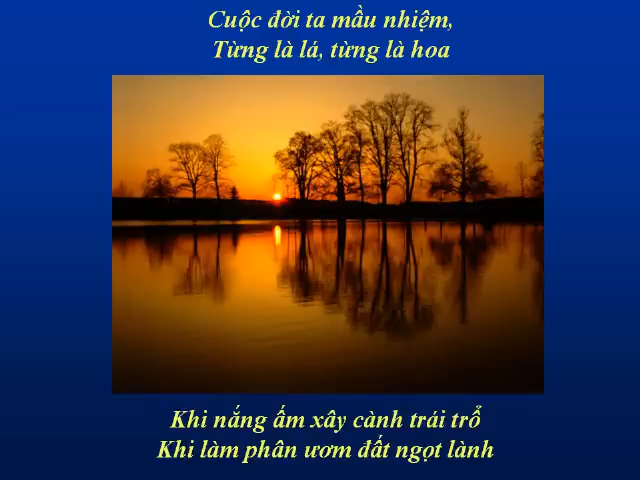 Cuộc đời ta mầu nhiệm,
Từng là lá, từng là hoa
Khi nắng ấm xây cành trái trổ
Khi làm phân ươm đất ngọt lành